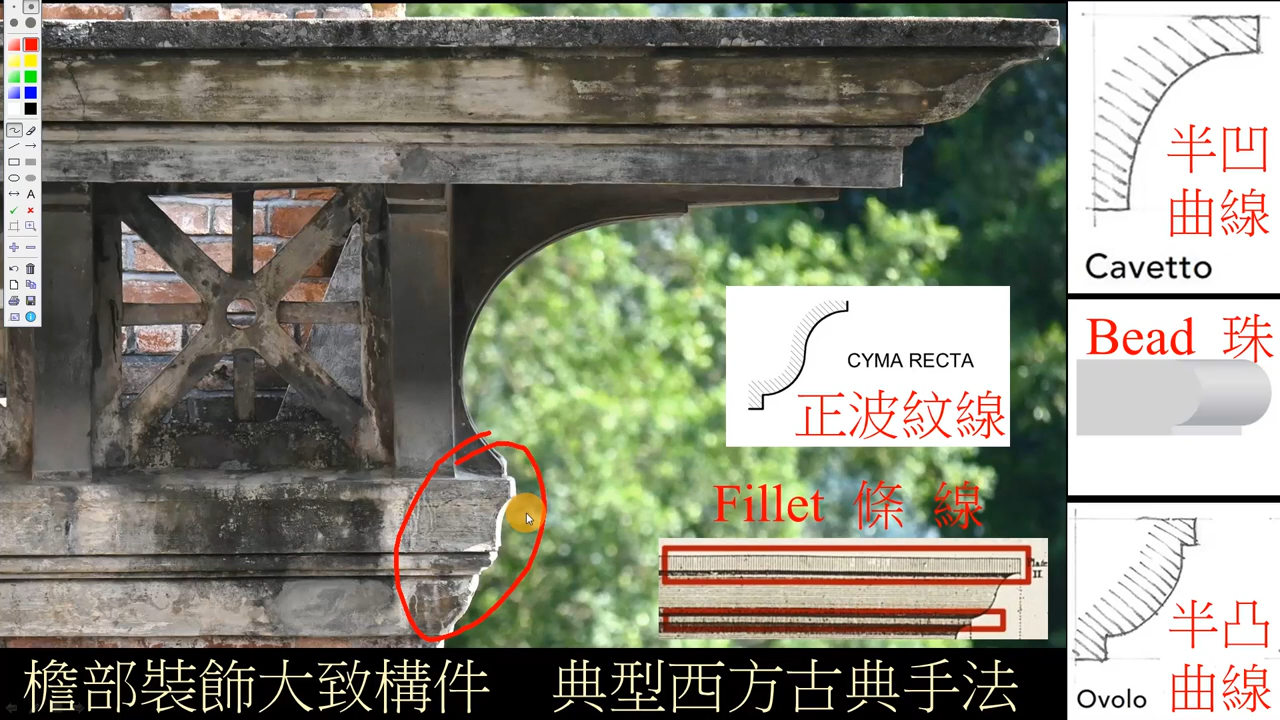 半凹
曲線
Cavetto
Bead 珠
CYMA RECTA
正波紋線
Fillet 條 線
II
半凸
曲線
Ovolo
檐部裝飾大致構件 典型西方古典手法